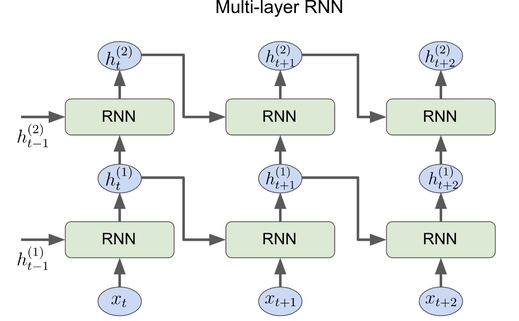 Multi-layer RNN
h_t^{(2)} h_{t+1}^{(2)} h_{t+2}^{(2)}
RNN RNN RNN
h_{t-1}^{(2)}
h_t^{(1)} h_{t+1}^{(1)} h_{t+2}^{(1)}
RNN RNN RNN
h_{t-1}^{(1)}
x_t x_{t+1} x_{t+2}